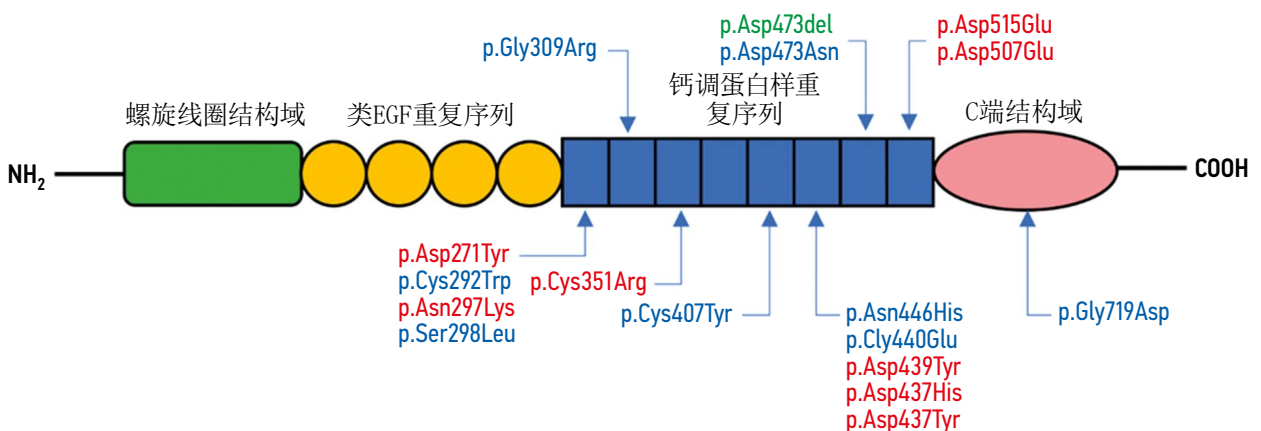 p.Asp473del
p.Asp473Asn
p.Asp515Glu
p.Asp507Glu
p.Gly309Arg
钙调蛋白样重
复序列
螺旋线圈结构域
类EGF重复序列
C端结构域
NH2
COOH
p.Asp271Tyr
p.Cys292Trp
p.Asn297Lys
p.Ser298Leu
p.Cys351Arg
p.Cys407Tyr
p.Asn446His
p.Cly440Glu
p.Asp439Tyr
p.Asp437His
p.Asp437Tyr
p.Gly719Asp